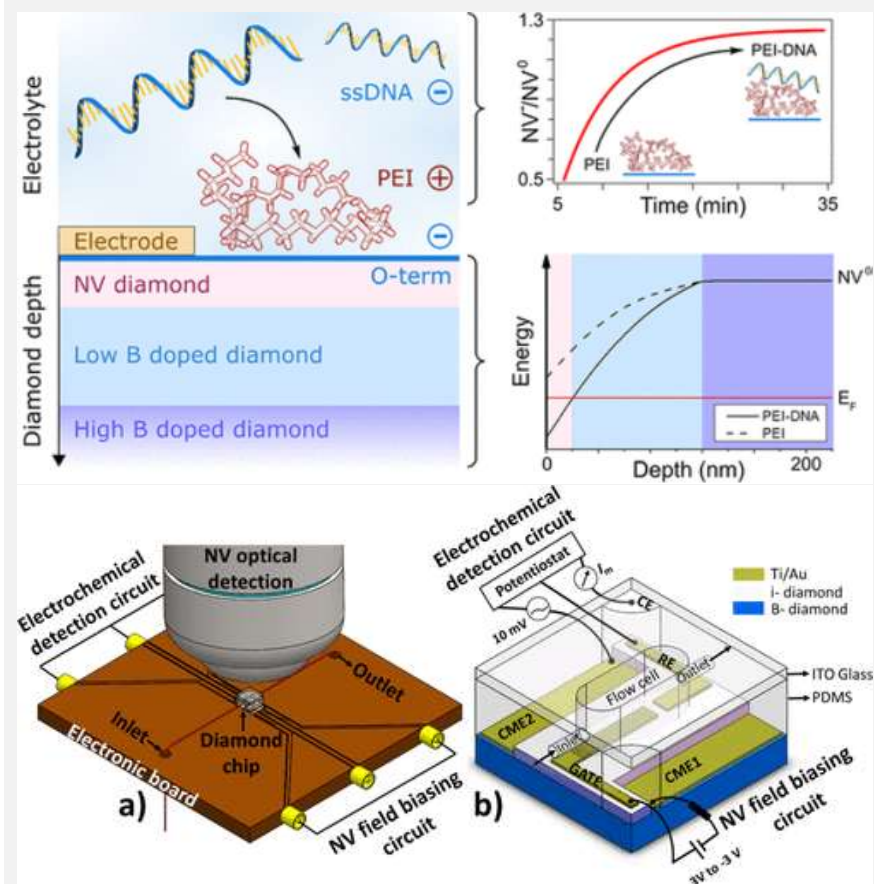 Electrolyte
ssDNA ⊖
PEI ⊕
⊖
Electrode
O-term
Diamond depth
NV diamond
Low B doped diamond
High B doped diamond
NV⁻/NV⁰
1.3
0.5
PEI-DNA
PEI
5
35
Time (min)
Energy
NV
E_F
PEI-DNA
PEI
0
200
Depth (nm)
NV optical
detection
Electrochemical
detection circuit
Outlet
Inlet
Diamond
chip
Electronic board
a)
NV field biasing
circuit
Electrochemical
detection circuit
Potentiostat
I_m
10 mV
CE
RE
Outlet
Flow cell
CME2
Inlet
GATE
CME1
Ti/Au
i- diamond
B- diamond
ITO Glass
PDMS
b)
NV field biasing
circuit
3V to -3 V